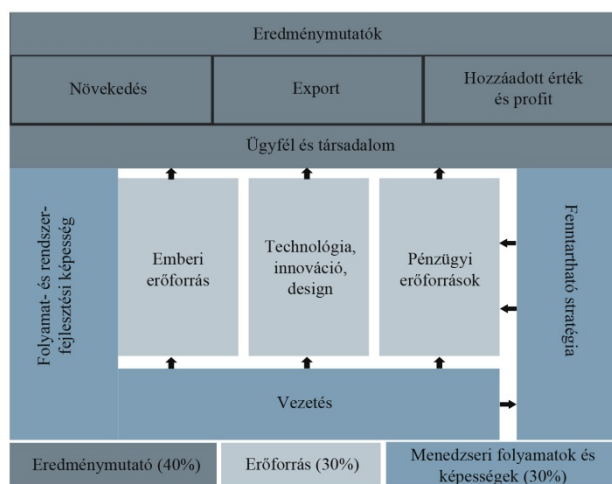 Eredménymutatók
Növekedés
Export
Hozzáadott érték
és profit
Ügyfél és társadalom
Folyamat- és rendszer-
fejlesztési képesség
Emberi
erőforrás
Technológia,
innováció,
design
Pénzügyi
erőforrások
Fenntartható stratégia
Vezetés
Eredménymutató (40%)
Erőforrás (30%)
Menedzseri folyamatok és
képességek (30%)